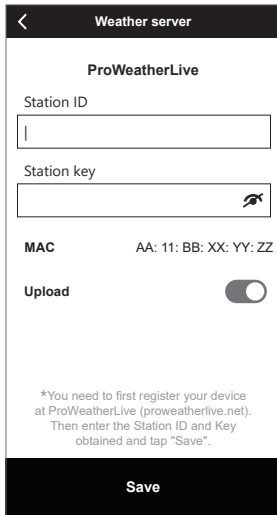 Weather server
ProWeatherLive
Station ID
Station key
MAC AA: 11: BB: XX: YY: ZZ
Upload
*You need to first register your device
at ProWeatherLive (proweatherlive.net).
Then enter the Station ID and Key
obtained and tap "Save".
Save